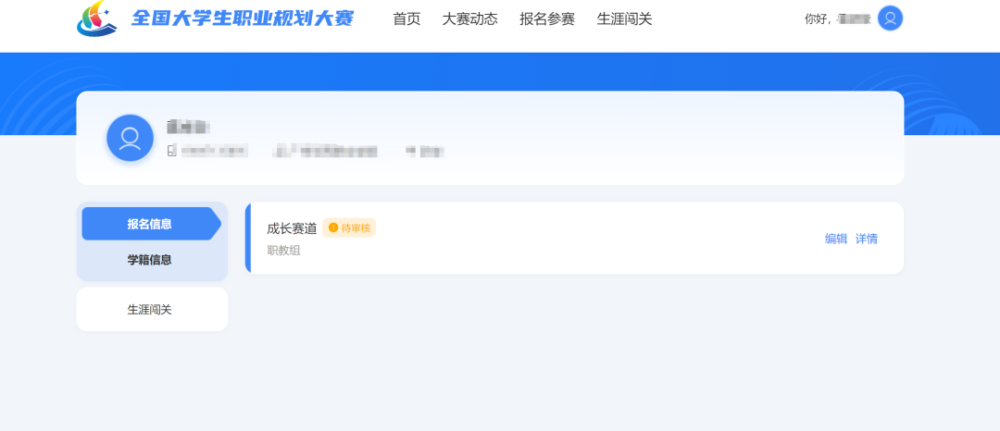 全国大学生职业规划大赛 首页 大赛动态 报名参赛 生涯闯关 你好，
报名信息
成长赛道 待审核
职教组
编辑 详情
学籍信息
生涯闯关